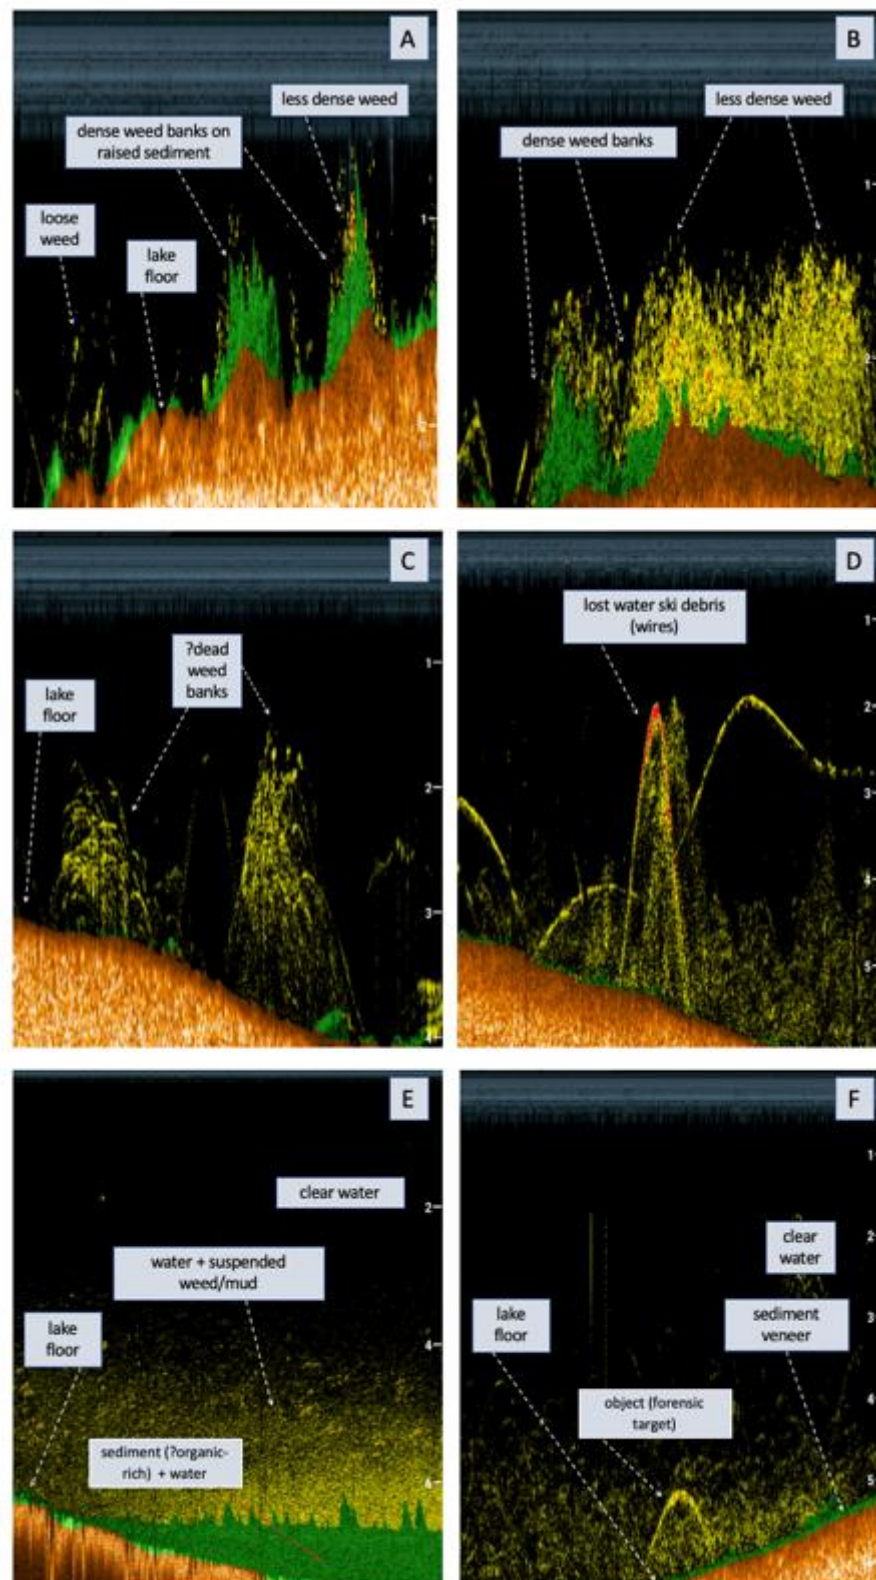 A
less dense weed
dense weed banks on
raised sediment
loose
weed
lake
floor
1
2
B
less dense weed
dense weed banks
1
2
C
?dead
weed
banks
lake
floor
1
2
3
4
D
lost water ski debris
(wires)
1
2
3
4
5
E
clear water
2
water + suspended
weed/mud
lake
floor
4
sediment (?organic-
rich) + water
6
F
1
2
clear
water
lake
floor
3
sediment
veneer
4
object (forensic
target)
5